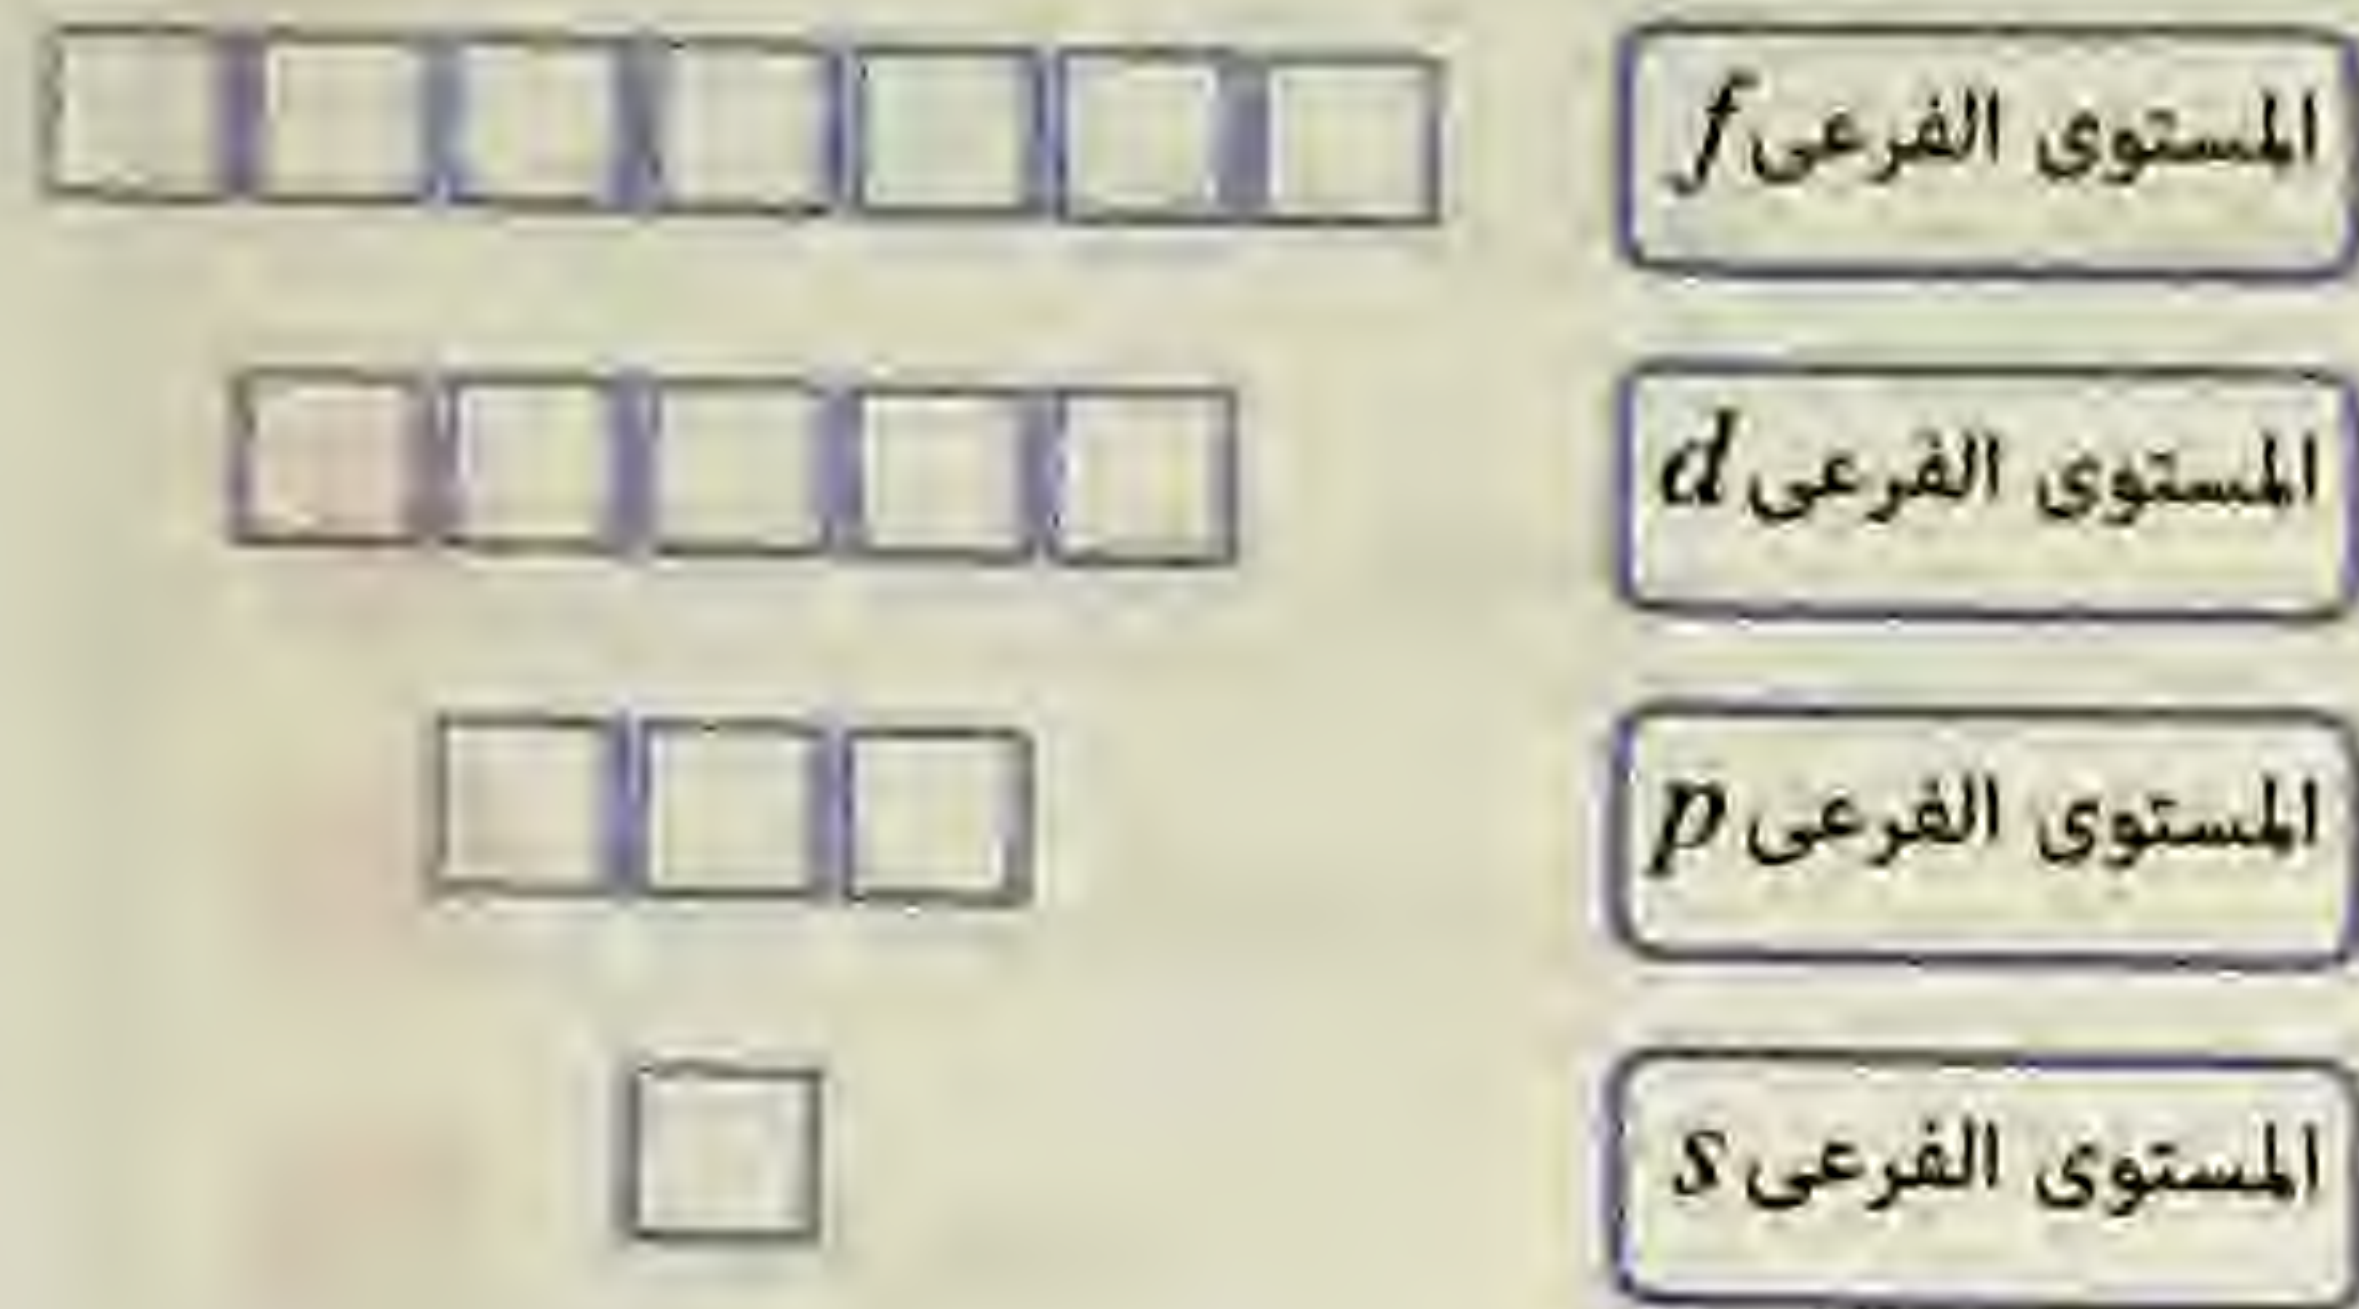 المستوى الفرعى f
المستوى الفرعى d
المستوى الفرعى p
المستوى الفرعى s